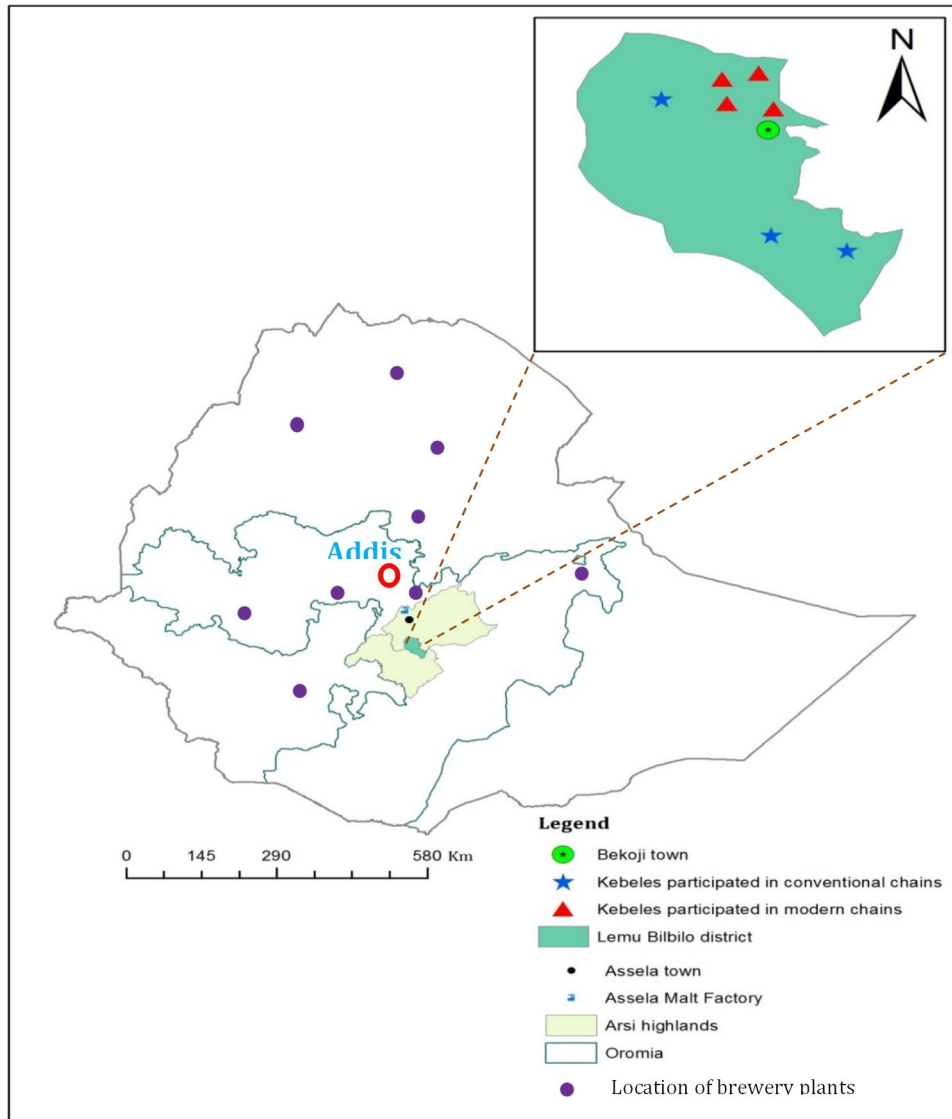 N
Addis
0 145 290 580 Km
Legend
Bekoji town
Kebeles participated in conventional chains
Kebeles participated in modern chains
Lemu Bilbilo district
Assela town
Assela Malt Factory
Arsi highlands
Oromia
Location of brewery plants